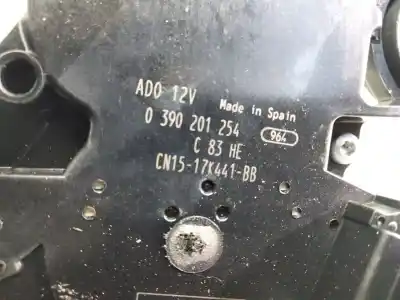 ADO 12V Made in Spain
0 390 201 254 964
C 83 HE
CN15-17K441-BB